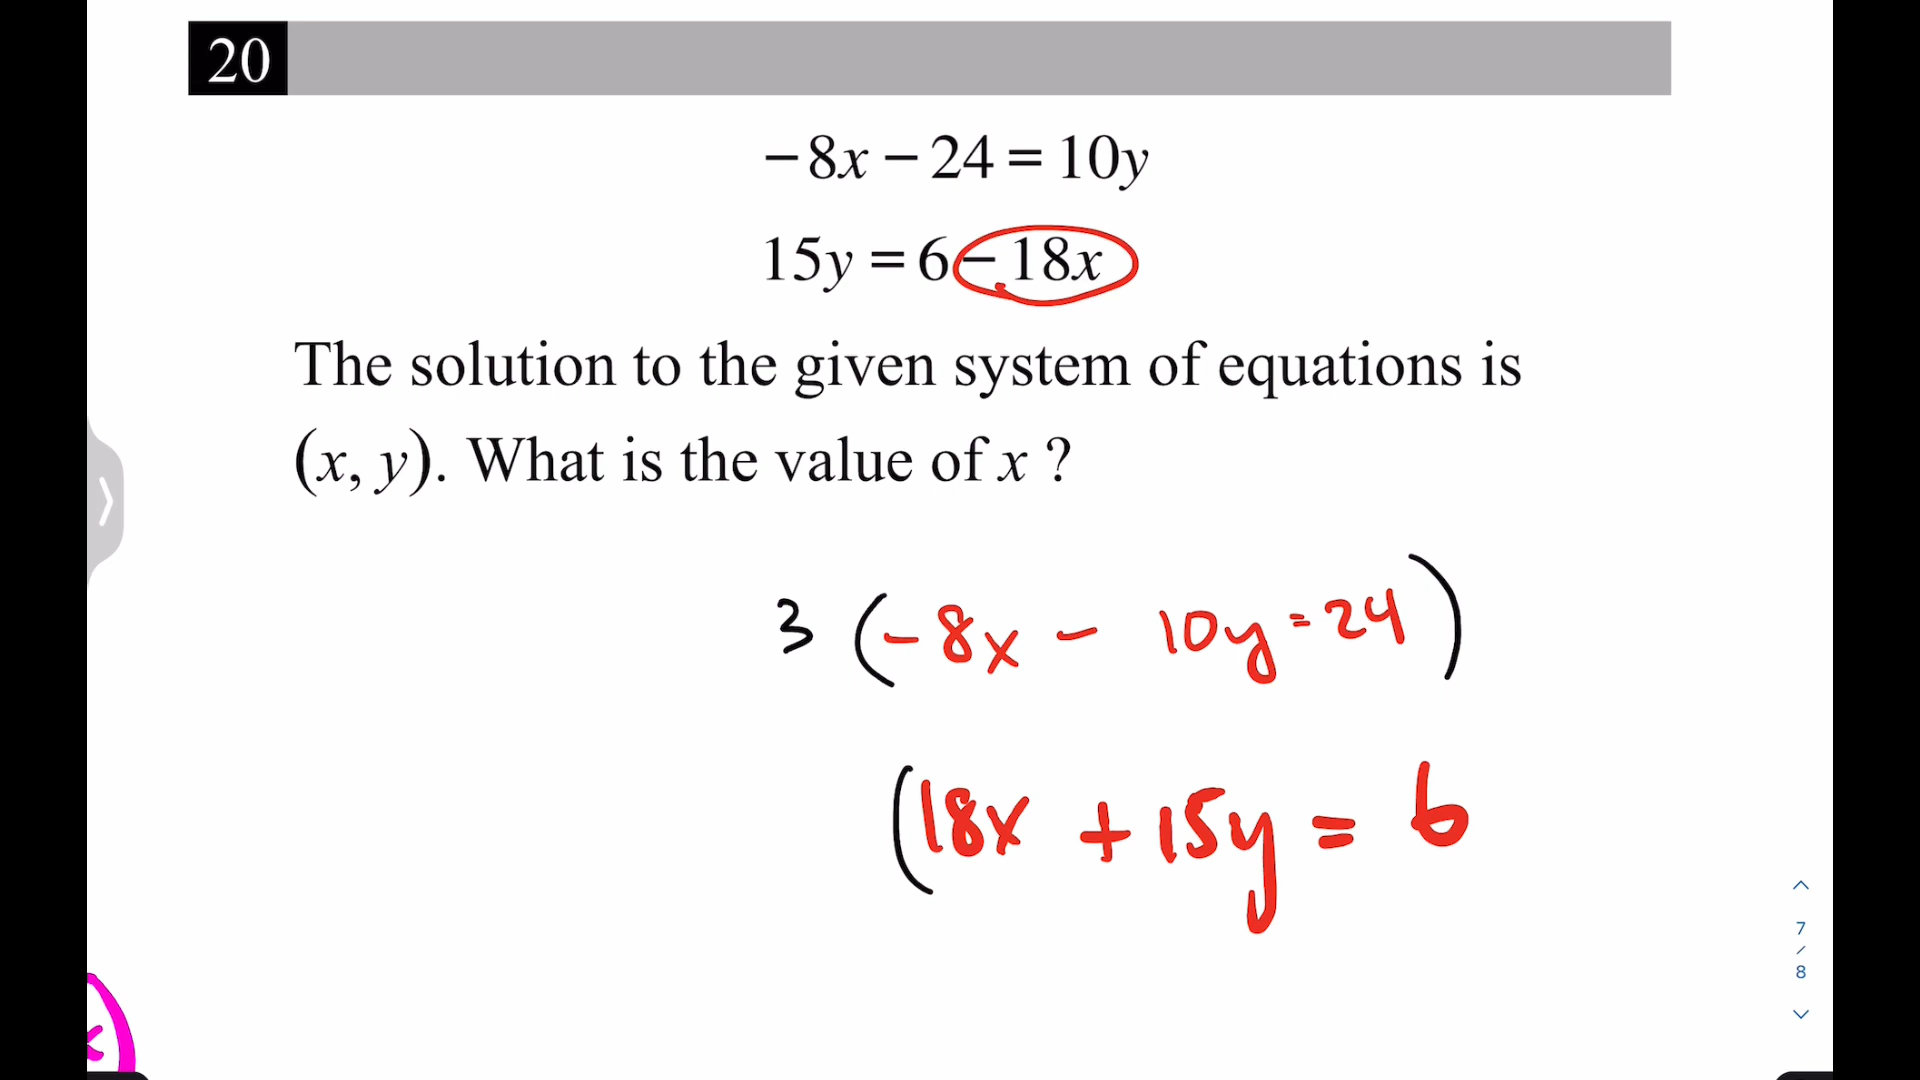 20
−8x − 24 = 10y
15y = 6 − 18x
The solution to the given system of equations is
(x, y). What is the value of x ?
3 (-8x - 10y = 24)
(18x + 15y = 6
7
/
8